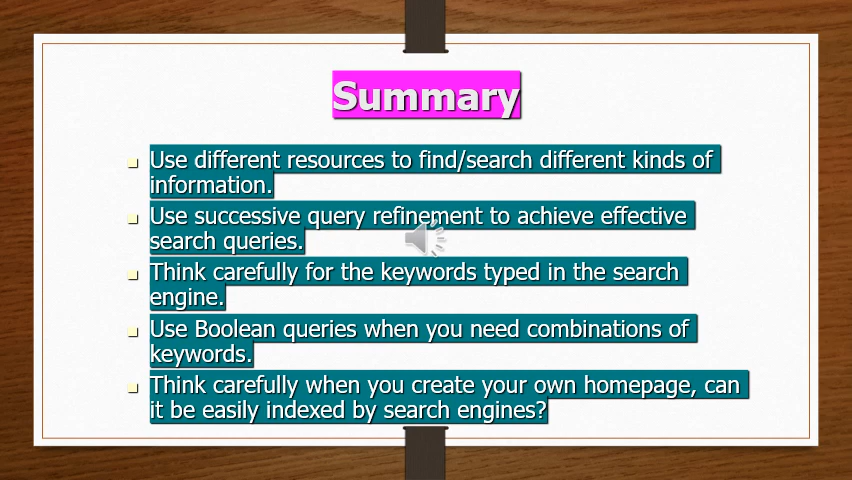 Summary
Use different resources to find/search different kinds of
information.
Use successive query refinement to achieve effective
search queries.
Think carefully for the keywords typed in the search
engine.
Use Boolean queries when you need combinations of
keywords.
Think carefully when you create your own homepage, can
it be easily indexed by search engines?